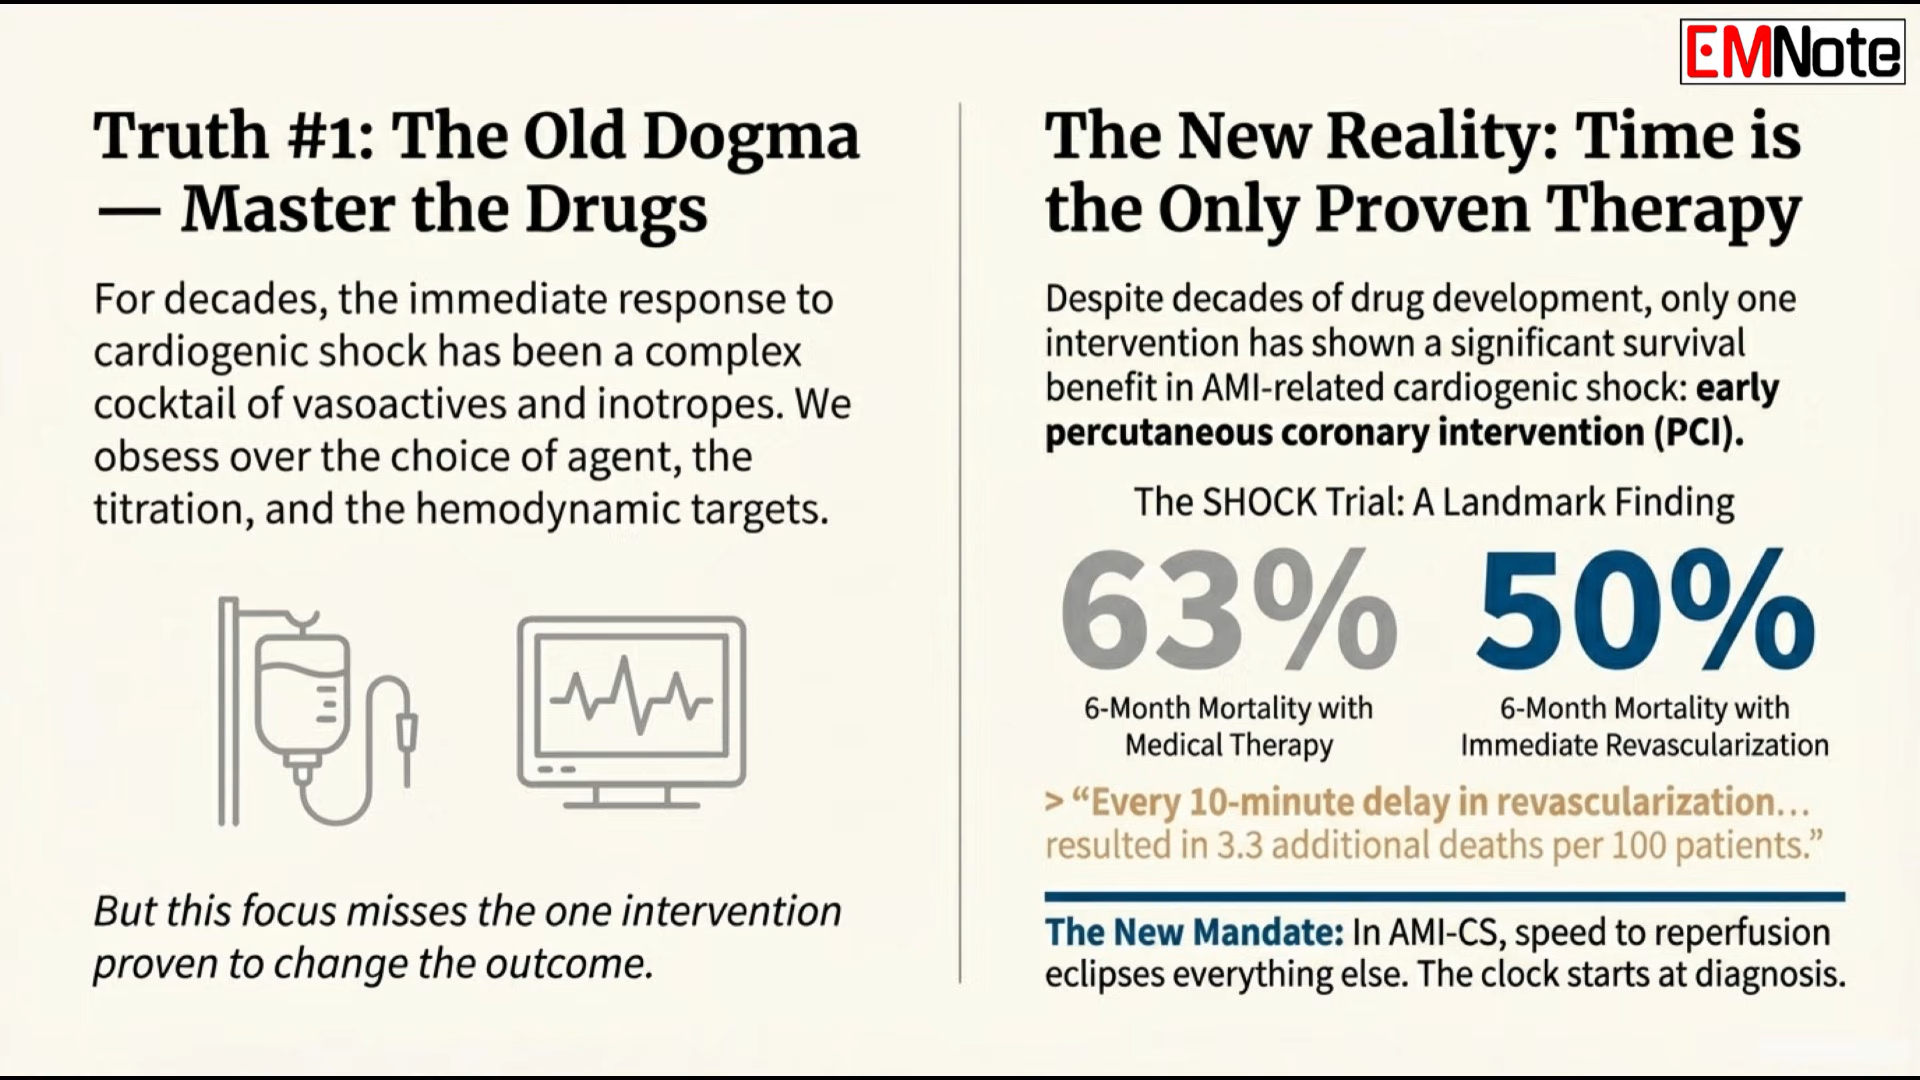 EMNote
Truth #1: The Old Dogma
— Master the Drugs
For decades, the immediate response to
cardiogenic shock has been a complex
cocktail of vasoactives and inotropes. We
obsess over the choice of agent, the
titration, and the hemodynamic targets.
But this focus misses the one intervention
proven to change the outcome.
The New Reality: Time is
the Only Proven Therapy
Despite decades of drug development, only one
intervention has shown a significant survival
benefit in AMI-related cardiogenic shock: early
percutaneous coronary intervention (PCI).
The SHOCK Trial: A Landmark Finding
63% 50%
6-Month Mortality with
Medical Therapy
6-Month Mortality with
Immediate Revascularization
> “Every 10-minute delay in revascularization…
resulted in 3.3 additional deaths per 100 patients.”
The New Mandate: In AMI-CS, speed to reperfusion
eclipses everything else. The clock starts at diagnosis.